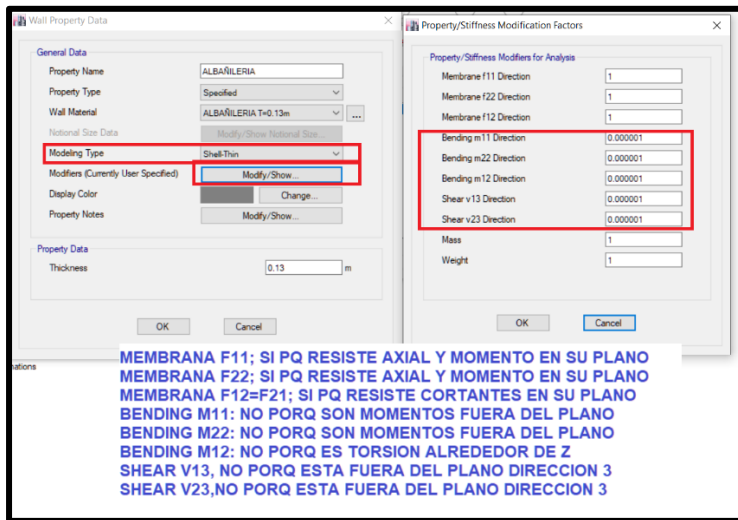 Wall Property Data
General Data
Property Name ALBAÑILERIA
Property Type Specified
Wall Material ALBAÑILERIA T=0.13m ...
Notional Size Data Modify/Show Notional Size...
Modeling Type Shell-Thin
Modifiers (Currently User Specified) Modify/Show...
Display Color Change...
Property Notes Modify/Show...
Property Data
Thickness 0.13 m
OK Cancel
Property/Stiffness Modification Factors
Property/Stiffness Modifiers for Analysis
Membrane f11 Direction 1
Membrane f22 Direction 1
Membrane f12 Direction 1
Bending m11 Direction 0.000001
Bending m22 Direction 0.000001
Bending m12 Direction 0.000001
Shear v13 Direction 0.000001
Shear v23 Direction 0.000001
Mass 1
Weight 1
OK Cancel
ations
MEMBRANA F11; SI PQ RESISTE AXIAL Y MOMENTO EN SU PLANO
MEMBRANA F22; SI PQ RESISTE AXIAL Y MOMENTO EN SU PLANO
MEMBRANA F12=F21; SI PQ RESISTE CORTANTES EN SU PLANO
BENDING M11: NO PORQ SON MOMENTOS FUERA DEL PLANO
BENDING M22: NO PORQ SON MOMENTOS FUERA DEL PLANO
BENDING M12: NO PORQ ES TORSION ALREDEDOR DE Z
SHEAR V13, NO PORQ ESTA FUERA DEL PLANO DIRECCION 3
SHEAR V23,NO PORQ ESTA FUERA DEL PLANO DIRECCION 3